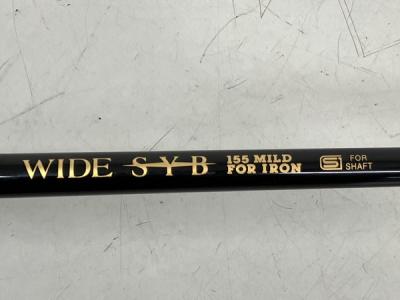 WIDE SYB 155 MILD FOR IRON
FOR SHAFT